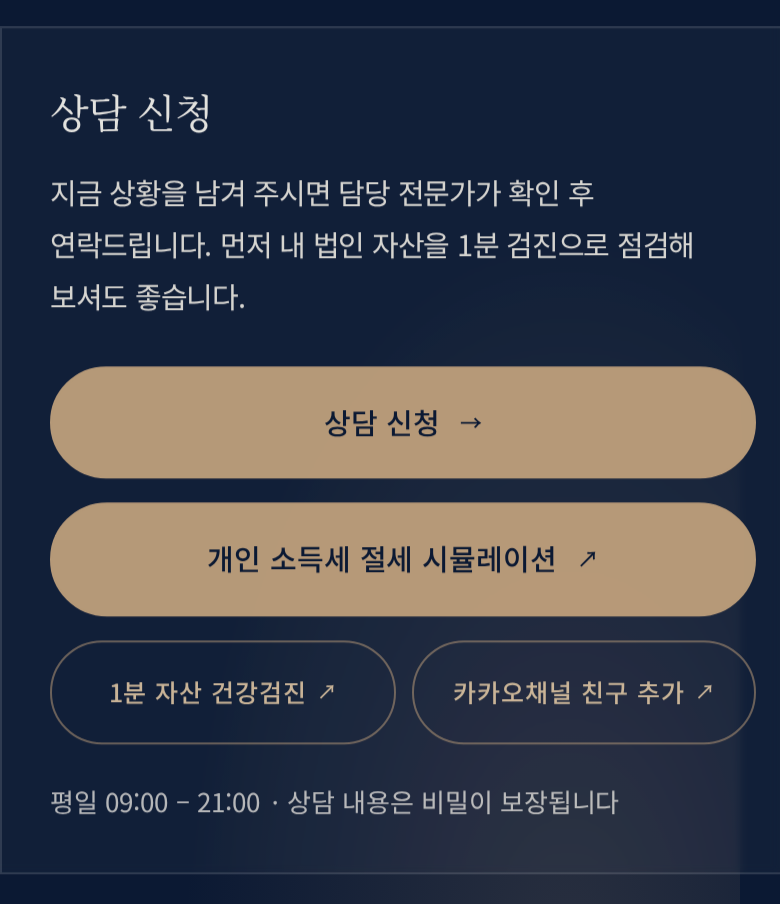 상담 신청
지금 상황을 남겨 주시면 담당 전문가가 확인 후
연락드립니다. 먼저 내 법인 자산을 1분 검진으로 점검해
보셔도 좋습니다.
상담 신청 →
개인 소득세 절세 시뮬레이션 ↗
1분 자산 건강검진 ↗
카카오채널 친구 추가 ↗
평일 09:00 – 21:00 · 상담 내용은 비밀이 보장됩니다